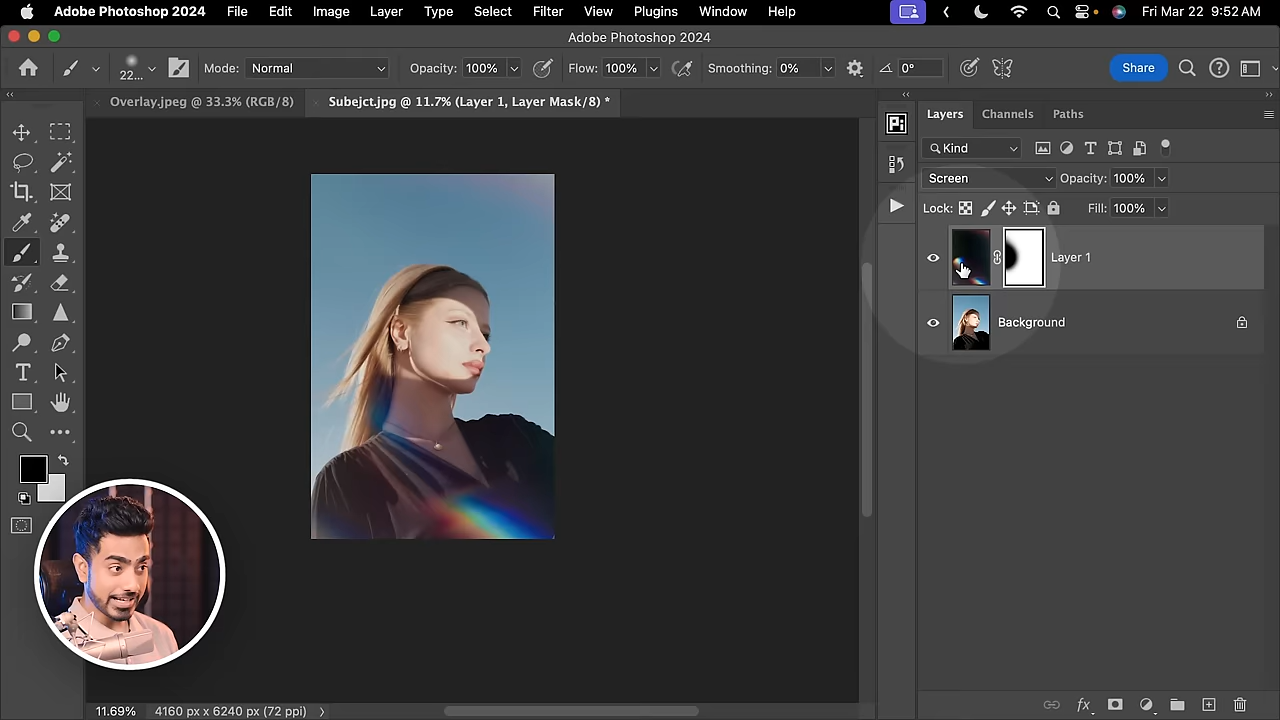 Adobe Photoshop 2024 File Edit Image Layer Type Select Filter View Plugins Window Help Fri Mar 22 9:52 AM
Adobe Photoshop 2024
22... Mode: Normal Opacity: 100% Flow: 100% Smoothing: 0% 0° Share
Overlay.jpeg @ 33.3% (RGB/8) Subejct.jpg @ 11.7% (Layer 1, Layer Mask/8) *
Layers Channels Paths
Kind
Screen Opacity: 100%
Lock: Fill: 100%
Layer 1
Background
11.69% 4160 px x 6240 px (72 ppi)